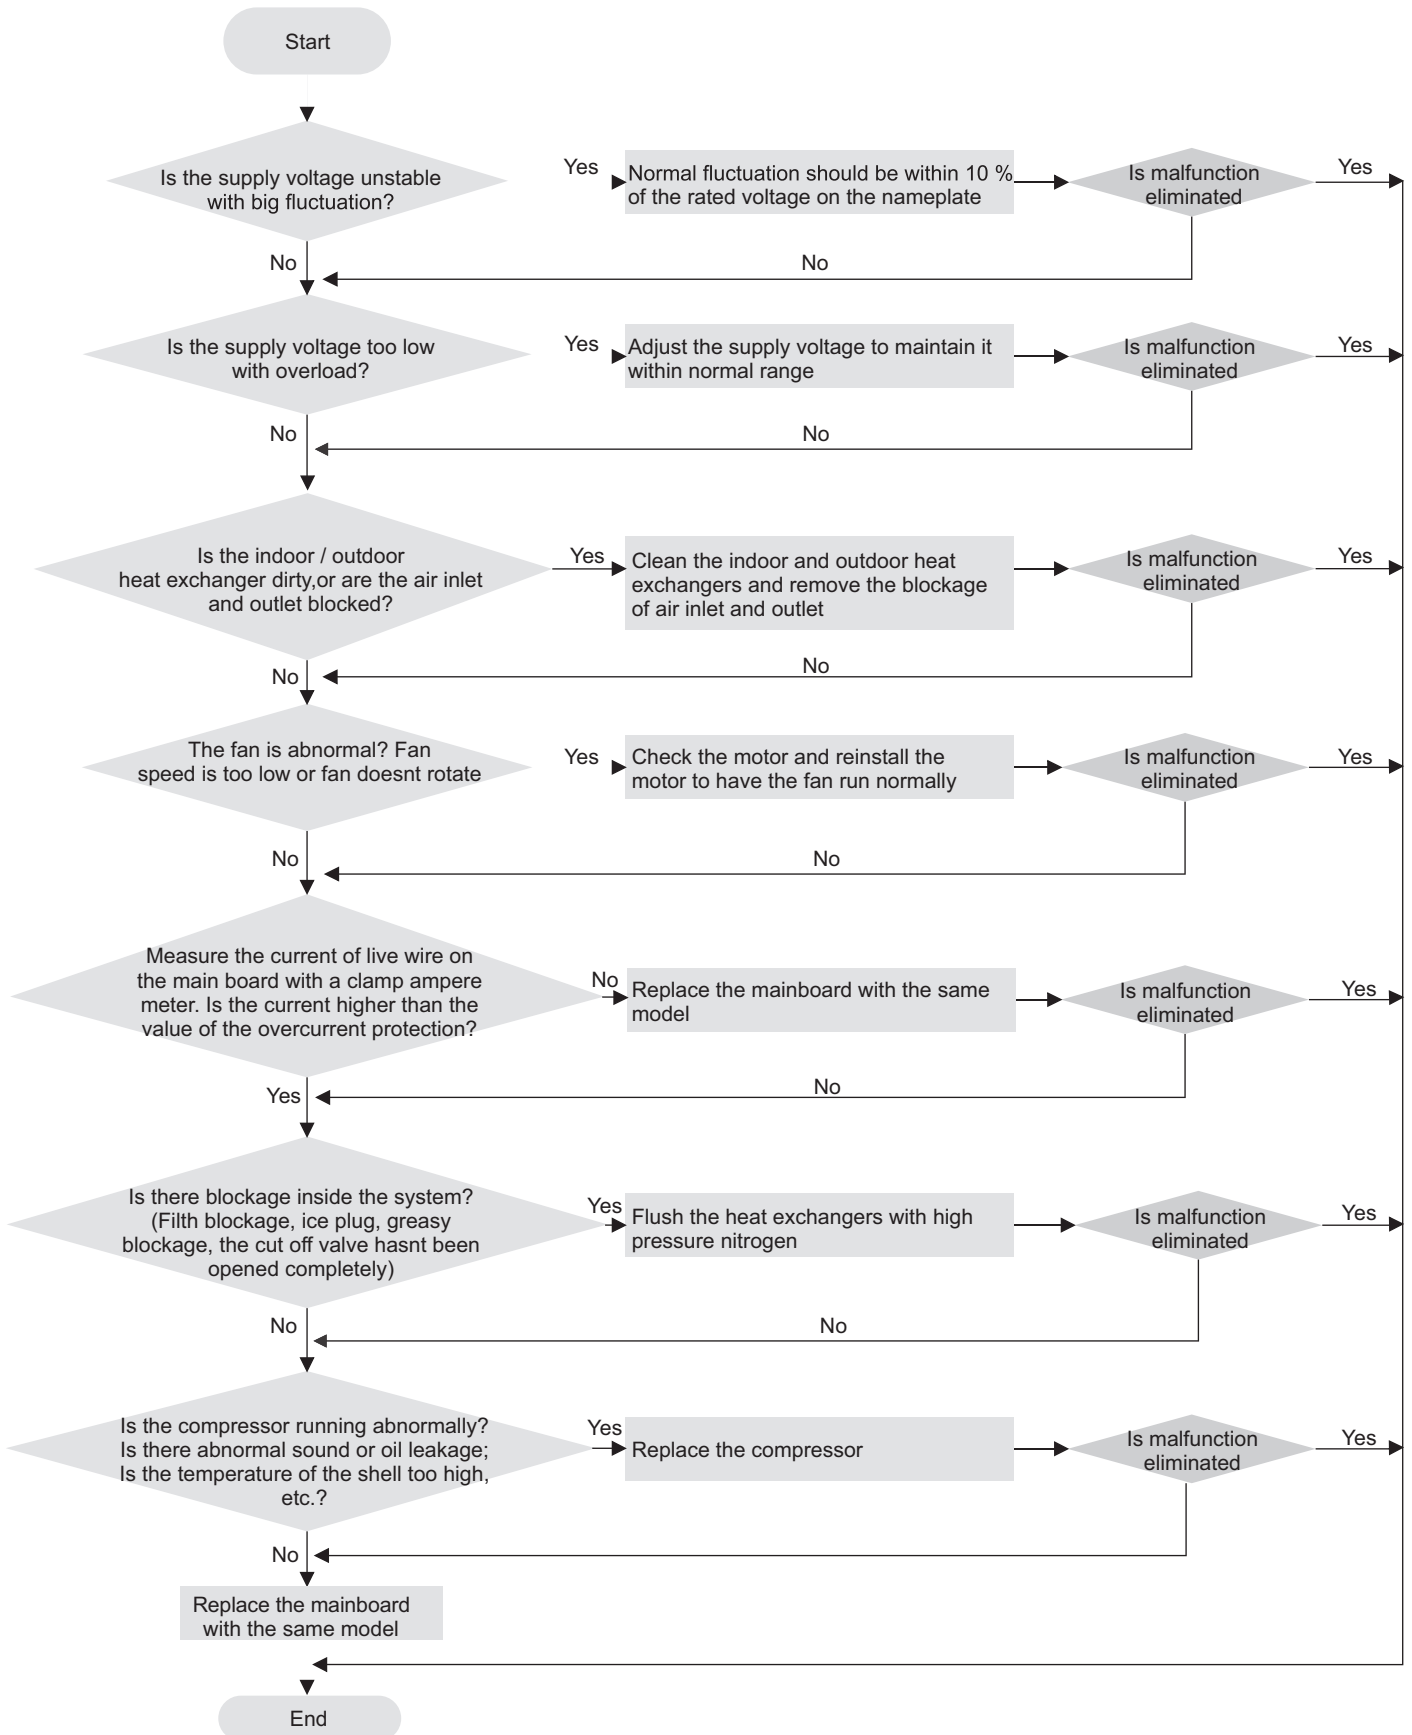 Start
Is the supply voltage unstable
with big fluctuation?
Yes
Normal fluctuation should be within 10 %
of the rated voltage on the nameplate
Is malfunction
eliminated
Yes
No
No
Is the supply voltage too low
with overload?
Yes
Adjust the supply voltage to maintain it
within normal range
Is malfunction
eliminated
Yes
No
No
Is the indoor / outdoor
heat exchanger dirty,or are the air inlet
and outlet blocked?
Yes
Clean the indoor and outdoor heat
exchangers and remove the blockage
of air inlet and outlet
Is malfunction
eliminated
Yes
No
No
The fan is abnormal? Fan
speed is too low or fan doesnt rotate
Yes
Check the motor and reinstall the
motor to have the fan run normally
Is malfunction
eliminated
Yes
No
No
Measure the current of live wire on
the main board with a clamp ampere
meter. Is the current higher than the
value of the overcurrent protection?
No
Replace the mainboard with the same
model
Is malfunction
eliminated
Yes
Yes
No
Is there blockage inside the system?
(Filth blockage, ice plug, greasy
blockage, the cut off valve hasnt been
opened completely)
Yes
Flush the heat exchangers with high
pressure nitrogen
Is malfunction
eliminated
Yes
No
No
Is the compressor running abnormally?
Is there abnormal sound or oil leakage;
Is the temperature of the shell too high,
etc.?
Yes
Replace the compressor
Is malfunction
eliminated
Yes
No
Replace the mainboard
with the same model
End